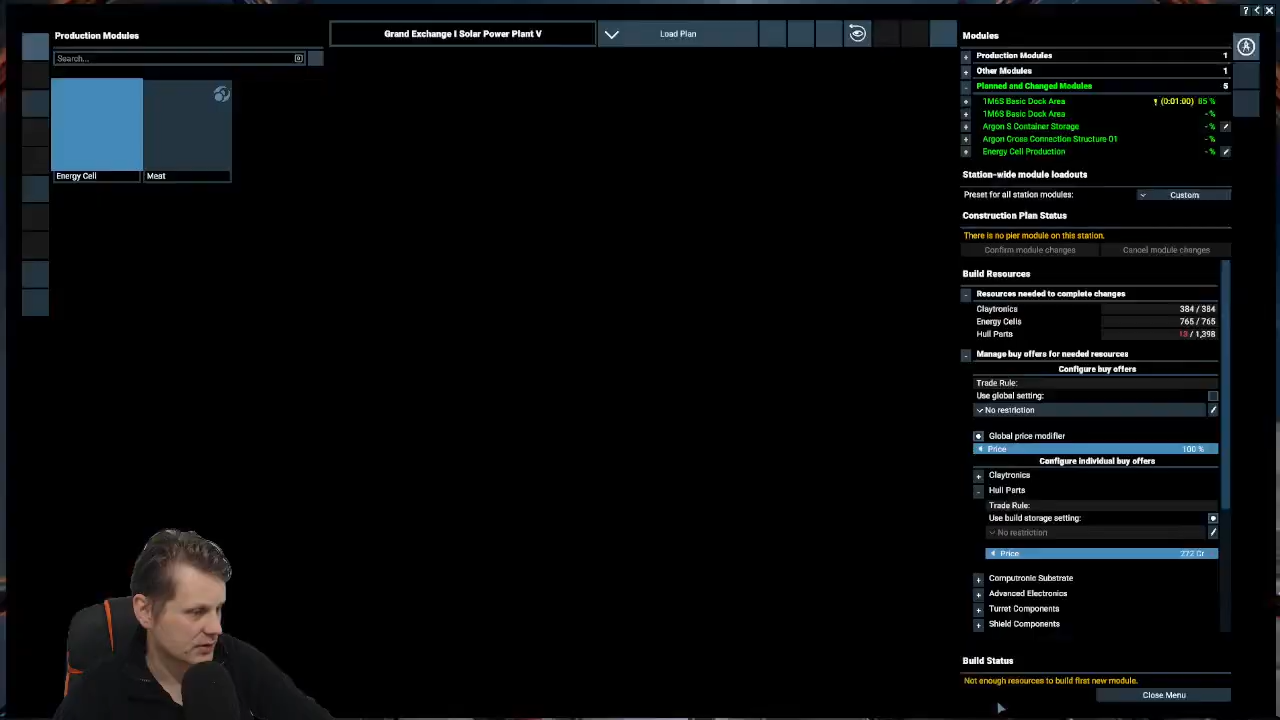 Production Modules
Search...
Energy Cell
Meat
Grand Exchange I Solar Power Plant V
Load Plan
?
Modules
Production Modules 1
Other Modules 1
Planned and Changed Modules 5
1M6S Basic Dock Area (0:01:00) 85 %
1M6S Basic Dock Area -%
Argon S Container Storage -%
Argon Cross Connection Structure 01 -%
Energy Cell Production -%
Station-wide module loadouts
Preset for all station modules: Custom
Construction Plan Status
There is no pier module on this station.
Confirm module changes Cancel module changes
Build Resources
Resources needed to complete changes
Claytronics 384 / 384
Energy Cells 765 / 765
Hull Parts 13 / 1,398
Manage buy offers for needed resources
Configure buy offers
Trade Rule:
Use global setting:
No restriction
Global price modifier
Price 100 %
Configure individual buy offers
Claytronics
Hull Parts
Trade Rule:
Use build storage setting:
No restriction
Price 272 Cr
Computronic Substrate
Advanced Electronics
Turret Components
Shield Components
Build Status
Not enough resources to build first new module.
Close Menu